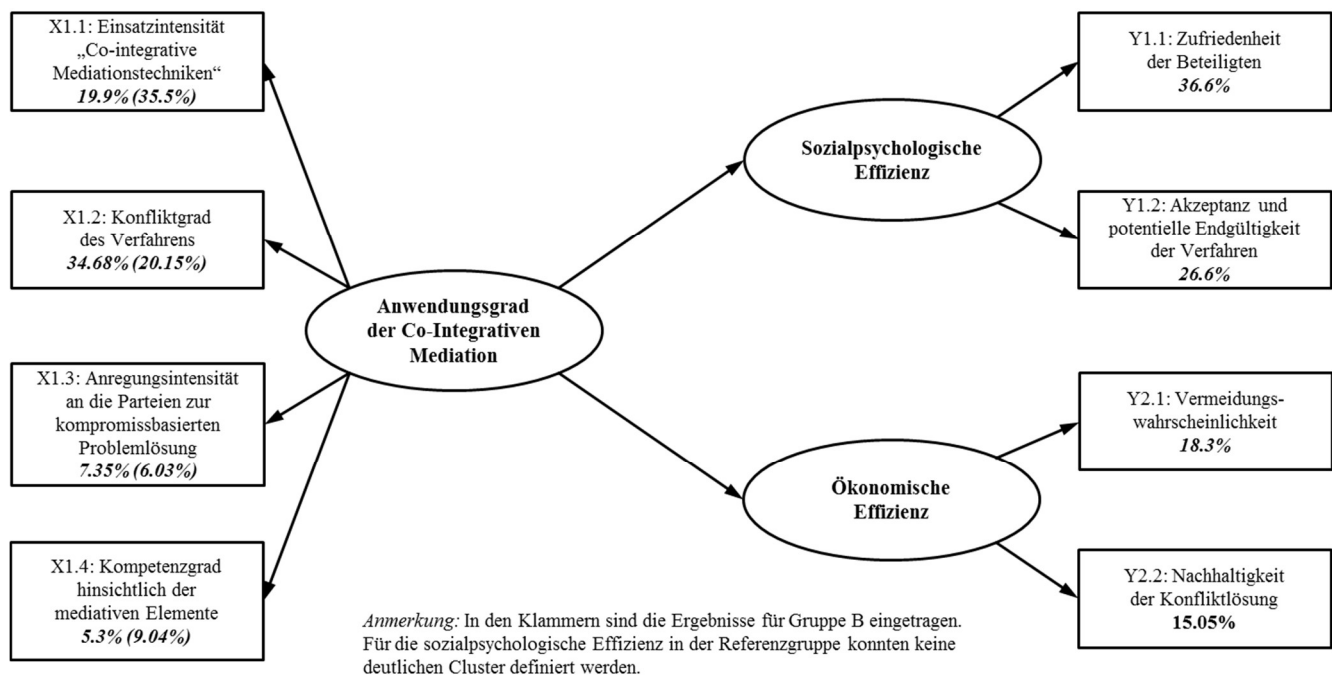 X1.1: Einsatzintensität
„Co-integrative
Mediationstechniken“
19.9% (35.5%)
X1.2: Konfliktgrad
des Verfahrens
34.68% (20.15%)
X1.3: Anregungsintensität
an die Parteien zur
kompromissbasierten
Problemlösung
7.35% (6.03%)
X1.4: Kompetenzgrad
hinsichtlich der
mediativen Elemente
5.3% (9.04%)
Anwendungsgrad
der Co-Integrativen
Mediation
Sozialpsychologische
Effizienz
Ökonomische
Effizienz
Y1.1: Zufriedenheit
der Beteiligten
36.6%
Y1.2: Akzeptanz und
potentielle Endgültigkeit
der Verfahren
26.6%
Y2.1: Vermeidungs-
wahrscheinlichkeit
18.3%
Y2.2: Nachhaltigkeit
der Konfliktlösung
15.05%
Anmerkung: In den Klammern sind die Ergebnisse für Gruppe B eingetragen.
Für die sozialpsychologische Effizienz in der Referenzgruppe konnten keine
deutlichen Cluster definiert werden.